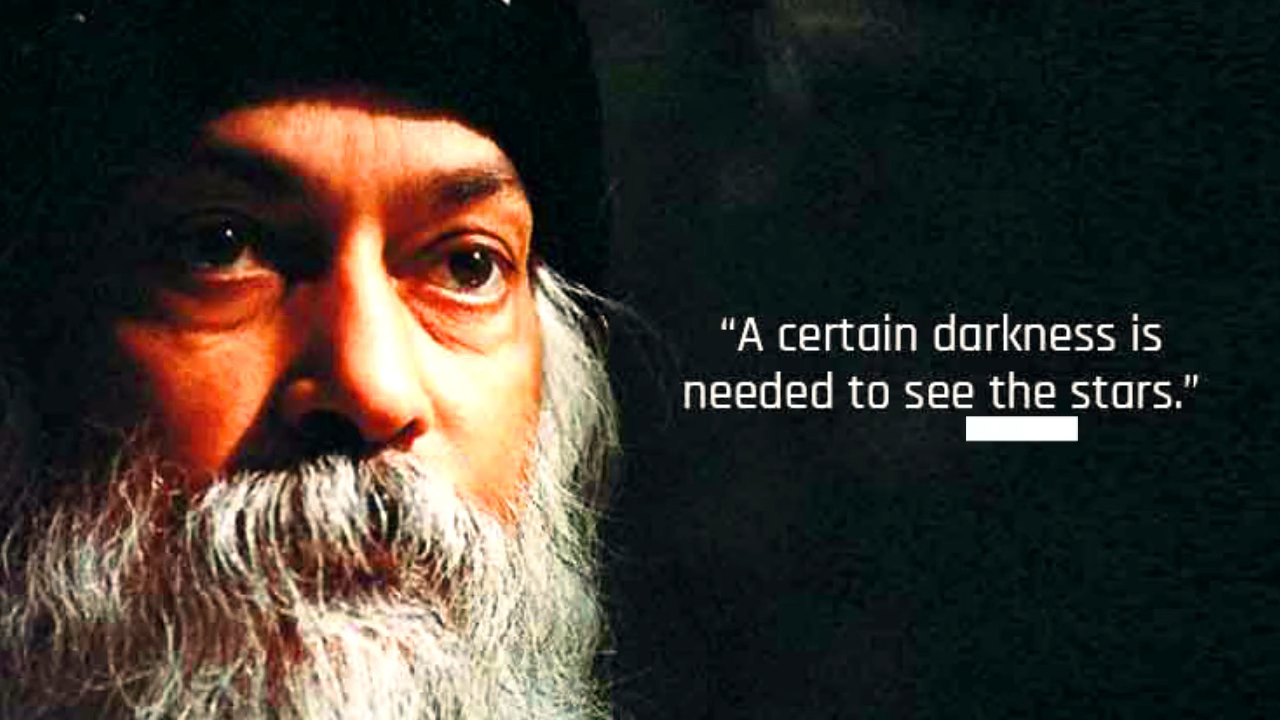 “A certain darkness is
needed to see the stars.”